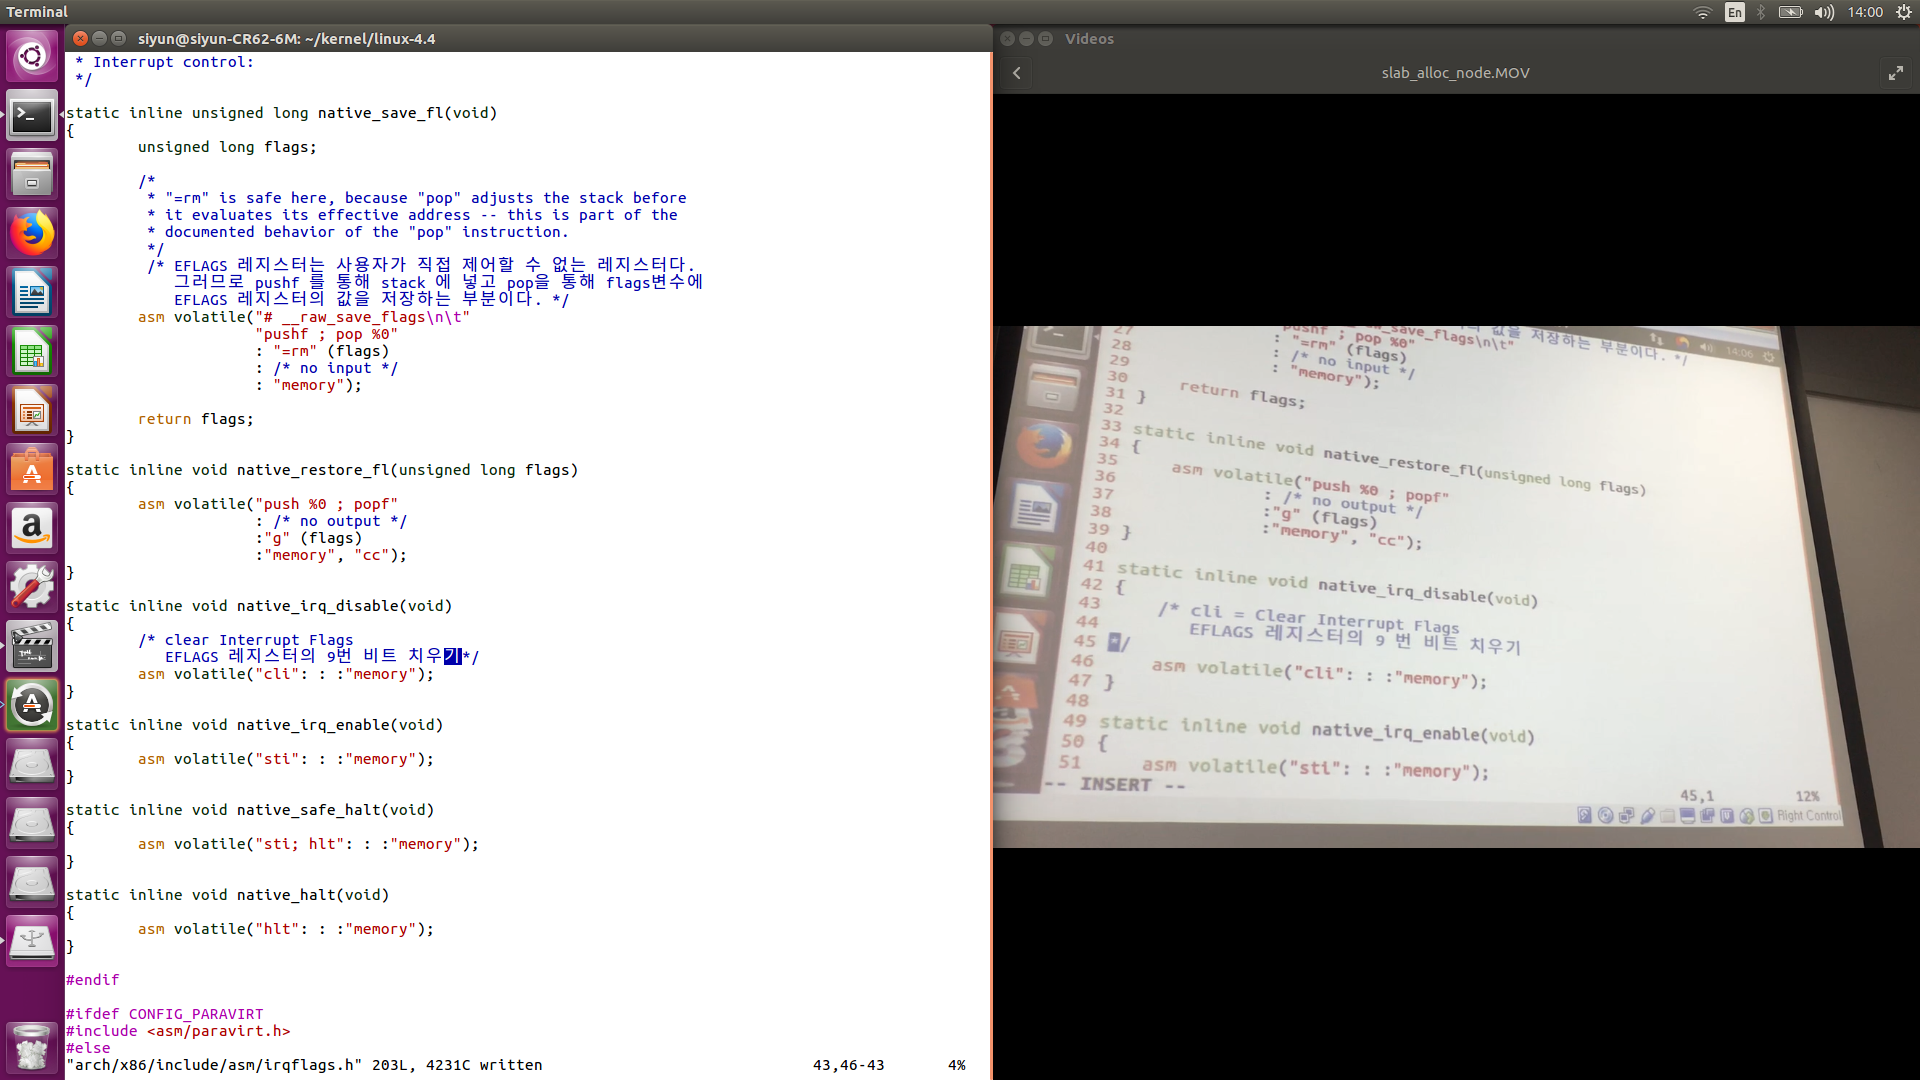 Terminal
En
14:00
siyun@siyun-CR62-6M: ~/kernel/linux-4.4
 * Interrupt control:
 */
static inline unsigned long native_save_fl(void)
{
unsigned long flags;
/*
 * "=rm" is safe here, because "pop" adjusts the stack before
 * it evaluates its effective address -- this is part of the
 * documented behavior of the "pop" instruction.
 */
/* EFLAGS 레지스터는 사용자가 직접 제어할 수 없는 레지스터다.
그러므로 pushf 를 통해 stack 에 넣고 pop을 통해 flags변수에
EFLAGS 레지스터의 값을 저장하는 부분이다. */
asm volatile("# __raw_save_flags\n\t"
"pushf ; pop %0"
: "=rm" (flags)
: /* no input */
: "memory");
return flags;
}
static inline void native_restore_fl(unsigned long flags)
{
asm volatile("push %0 ; popf"
: /* no output */
:"g" (flags)
:"memory", "cc");
}
static inline void native_irq_disable(void)
{
/* clear Interrupt Flags
EFLAGS 레지스터의 9번 비트 치우기*/
asm volatile("cli": : :"memory");
}
static inline void native_irq_enable(void)
{
asm volatile("sti": : :"memory");
}
static inline void native_safe_halt(void)
{
asm volatile("sti; hlt": : :"memory");
}
static inline void native_halt(void)
{
asm volatile("hlt": : :"memory");
}
#endif
#ifdef CONFIG_PARAVIRT
#include <asm/paravirt.h>
#else
"arch/x86/include/asm/irqflags.h" 203L, 4231C written 43,46-43 4%
Videos
slab_alloc_node.MOV
27 pushf ; pop %0"
28 : "=rm" (flags)
29 : /* no input */
30 : "memory");
31 return flags;
32 }
33
34 static inline void native_restore_fl(unsigned long flags)
35 {
36 asm volatile("push %0 ; popf"
37 : /* no output */
38 :"g" (flags)
39 :"memory", "cc");
40 }
41
42 static inline void native_irq_disable(void)
43 {
44 /* cli = Clear Interrupt Flags
45 EFLAGS 레지스터의 9 번 비트 치우기
*/
46 asm volatile("cli": : :"memory");
47 }
48
49 static inline void native_irq_enable(void)
50 {
51 asm volatile("sti": : :"memory");
-- INSERT -- 45,1 12%
Right Control